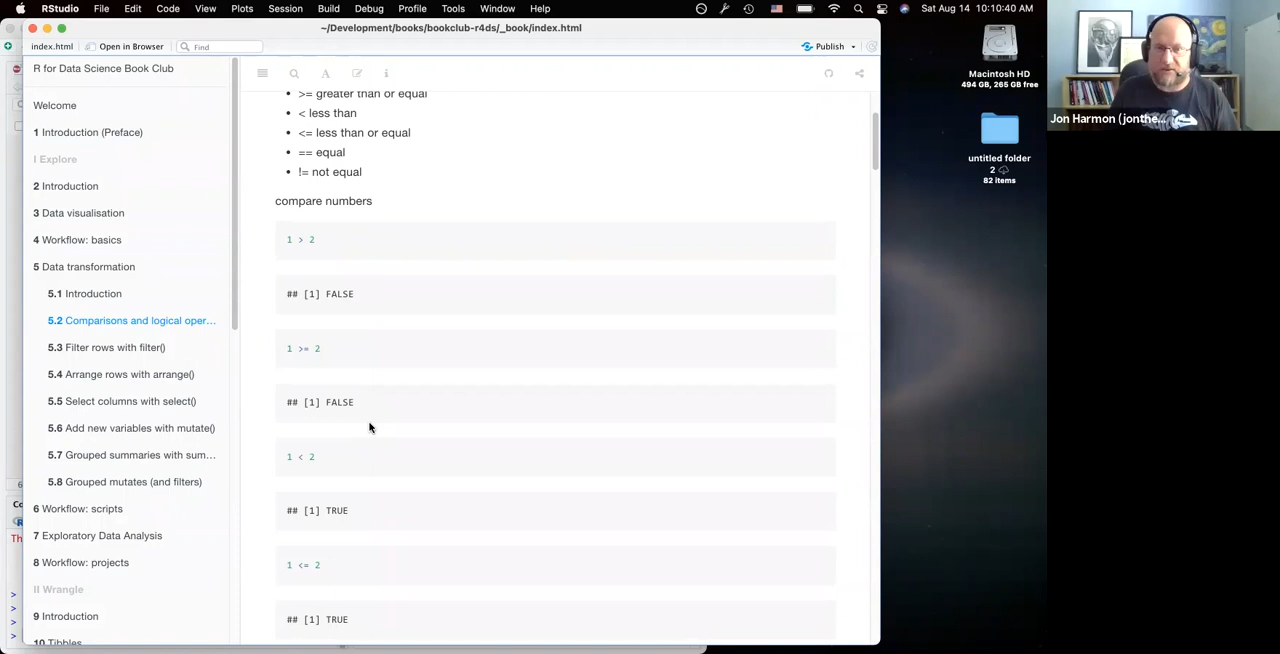 RStudio File Edit Code View Plots Session Build Debug Profile Tools Window Help Sat Aug 14 10:10:40 AM
~/Development/books/bookclub-r4ds/_book/index.html
index.html Open in Browser Find Publish
R for Data Science Book Club
Welcome
1 Introduction (Preface)
I Explore
2 Introduction
3 Data visualisation
4 Workflow: basics
5 Data transformation
5.1 Introduction
5.2 Comparisons and logical oper...
5.3 Filter rows with filter()
5.4 Arrange rows with arrange()
5.5 Select columns with select()
5.6 Add new variables with mutate()
5.7 Grouped summaries with sum...
5.8 Grouped mutates (and filters)
6 Workflow: scripts
7 Exploratory Data Analysis
8 Workflow: projects
II Wrangle
9 Introduction
10 Tibbles
• >= greater than or equal
• < less than
• <= less than or equal
• == equal
• != not equal
compare numbers
1 > 2
## [1] FALSE
1 >= 2
## [1] FALSE
1 < 2
## [1] TRUE
1 <= 2
## [1] TRUE
Macintosh HD
494 GB, 265 GB free
untitled folder
2
82 items
Jon Harmon (jonthe...